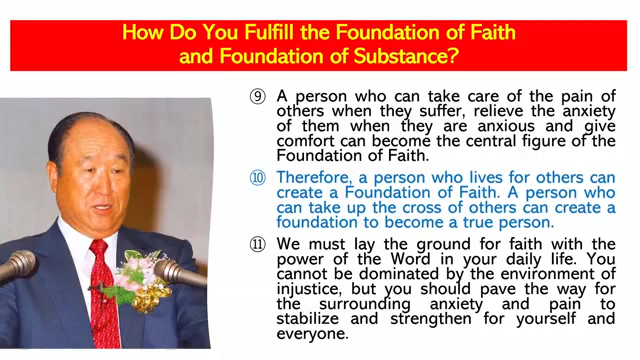 How Do You Fulfill the Foundation of Faith
and Foundation of Substance?
⑨ A person who can take care of the pain of
others when they suffer, relieve the anxiety
of them when they are anxious and give
comfort can become the central figure of the
Foundation of Faith.
⑩ Therefore, a person who lives for others can
create a Foundation of Faith. A person who
can take up the cross of others can create a
foundation to become a true person.
⑪ We must lay the ground for faith with the
power of the Word in your daily life. You
cannot be dominated by the environment of
injustice, but you should pave the way for
the surrounding anxiety and pain to
stabilize and strengthen for yourself and
everyone.